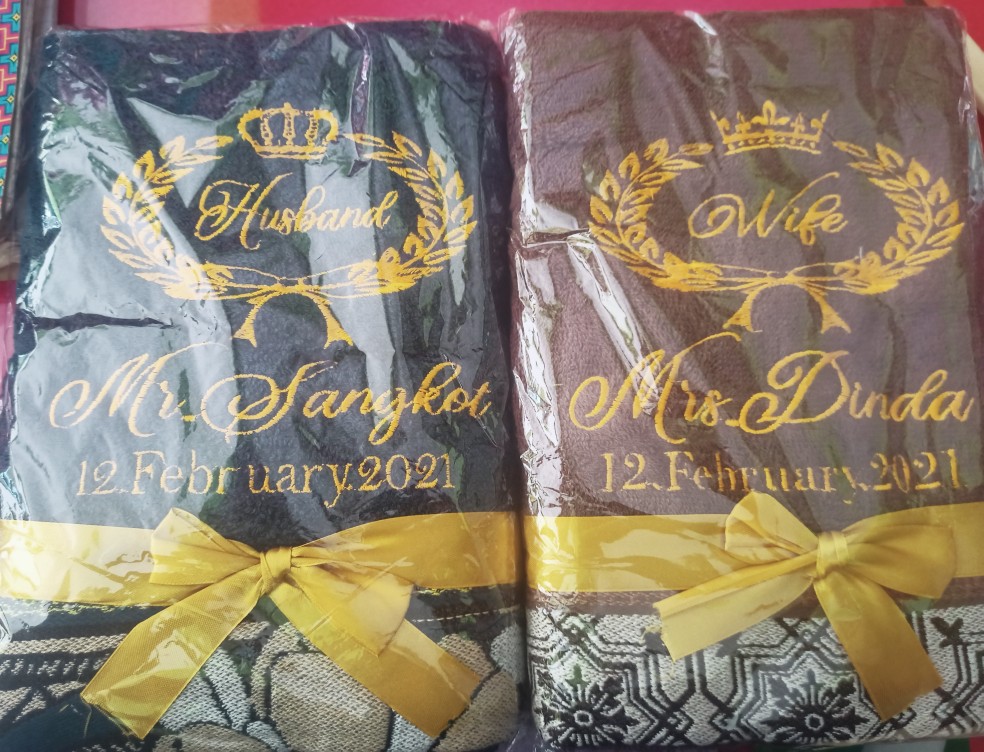 Husband
Mr. Sangkot
12.February.2021
Wife
Mrs. Dinda
12.February.2021